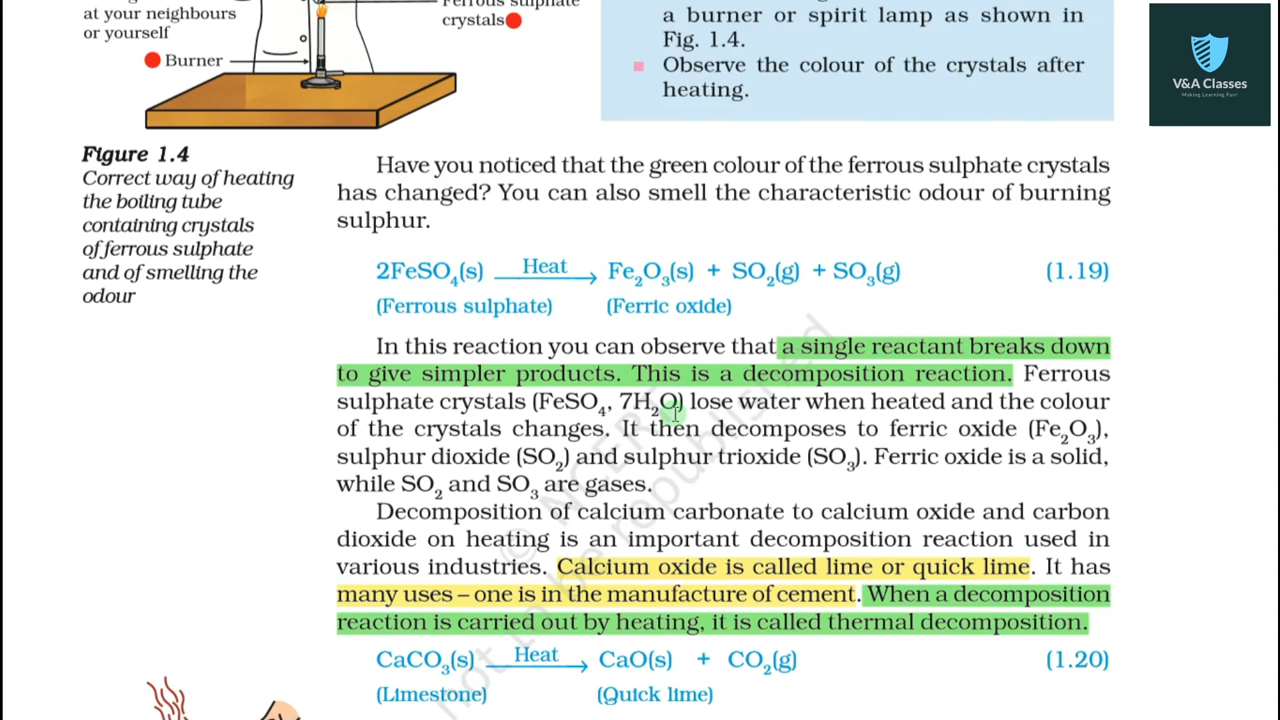 at your neighbours
or yourself
crystals
Burner
a burner or spirit lamp as shown in
Fig. 1.4.
Observe the colour of the crystals after
heating.
V&A Classes
Making Learning Fun!
Figure 1.4
Correct way of heating
the boiling tube
containing crystals
of ferrous sulphate
and of smelling the
odour
Have you noticed that the green colour of the ferrous sulphate crystals
has changed? You can also smell the characteristic odour of burning
sulphur.
2FeSO₄(s) Heat → Fe₂O₃(s) + SO₂(g) + SO₃(g) (1.19)
(Ferrous sulphate) (Ferric oxide)
In this reaction you can observe that a single reactant breaks down
to give simpler products. This is a decomposition reaction. Ferrous
sulphate crystals (FeSO₄, 7H₂O) lose water when heated and the colour
of the crystals changes. It then decomposes to ferric oxide (Fe₂O₃),
sulphur dioxide (SO₂) and sulphur trioxide (SO₃). Ferric oxide is a solid,
while SO₂ and SO₃ are gases.
Decomposition of calcium carbonate to calcium oxide and carbon
dioxide on heating is an important decomposition reaction used in
various industries. Calcium oxide is called lime or quick lime. It has
many uses – one is in the manufacture of cement. When a decomposition
reaction is carried out by heating, it is called thermal decomposition.
CaCO₃(s) Heat → CaO(s) + CO₂(g) (1.20)
(Limestone) (Quick lime)